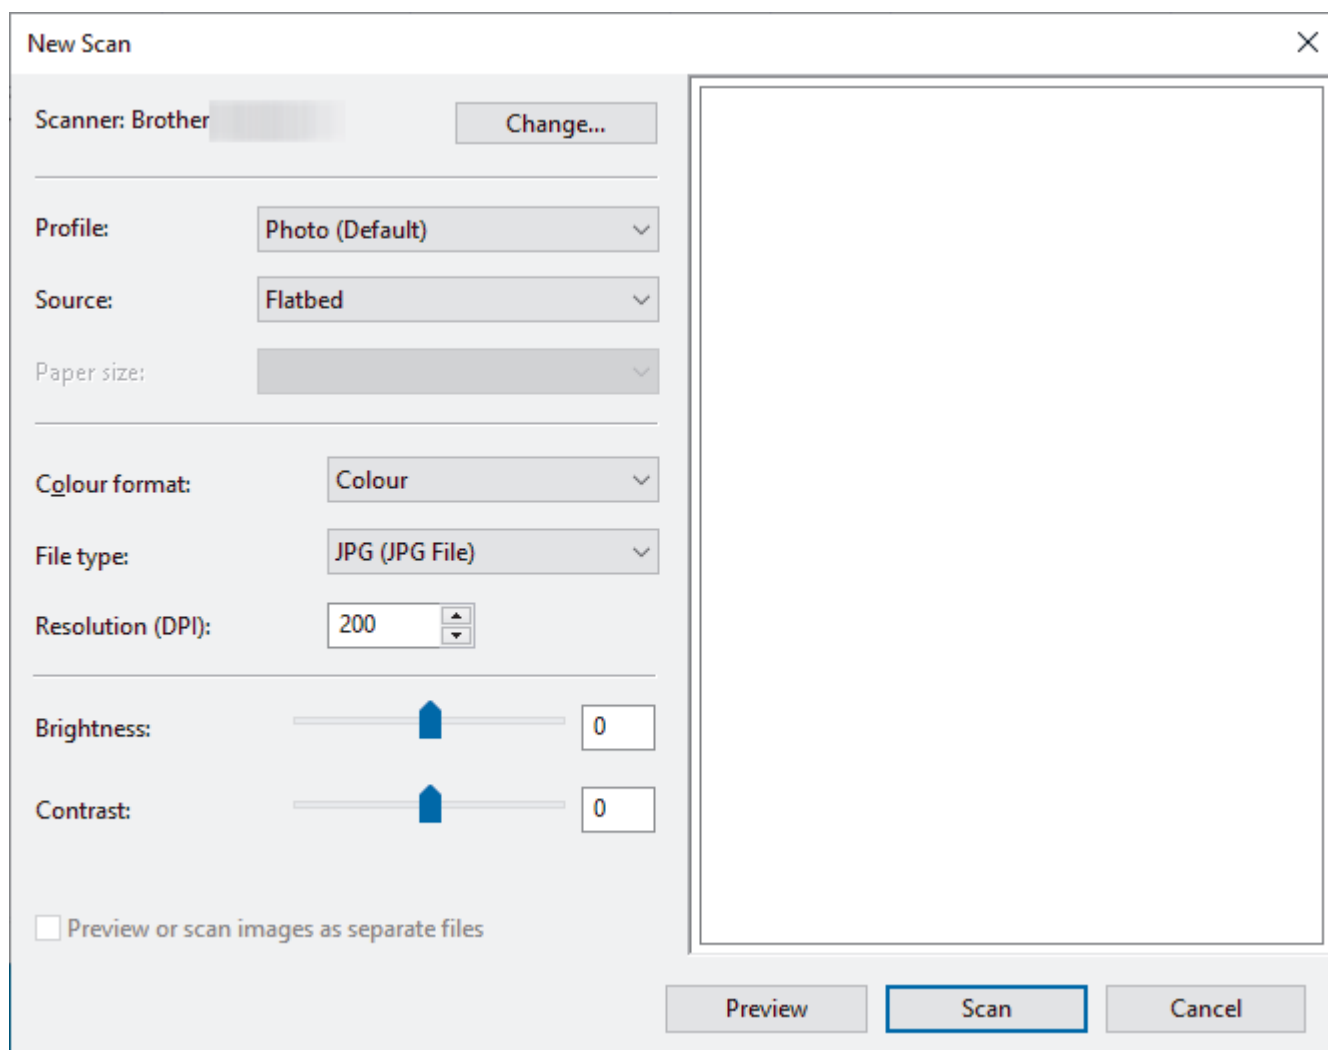 New Scan
Scanner: Brother
Change...
Profile: Photo (Default)
Source: Flatbed
Paper size:
Colour format: Colour
File type: JPG (JPG File)
Resolution (DPI): 200
Brightness: 0
Contrast: 0
Preview or scan images as separate files
Preview Scan Cancel